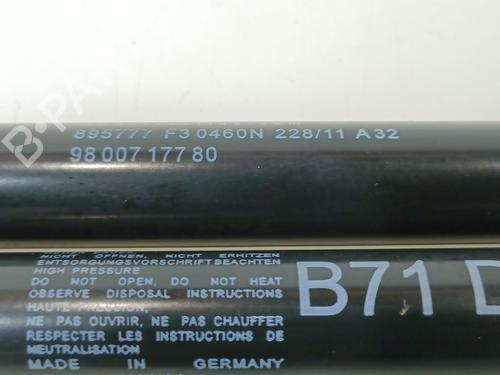 895777 F3 0460N 228/11 A32
98 007 177 80
NICHT ÖFFNEN, NICHT ERHITZEN
ENTSORGUNGSVORSCHRIFT BEACHTEN
HIGH PRESSURE
DO NOT OPEN, DO NOT HEAT
OBSERVE DISPOSAL INSTRUCTIONS
HAUTE PRESSION,
NE PAS OUVRIR, NE PAS CHAUFFER
RESPECTER LES INSTRUCTIONS DE
NEUTRALISATION
MADE IN GERMANY
B71 D
B-PARTS